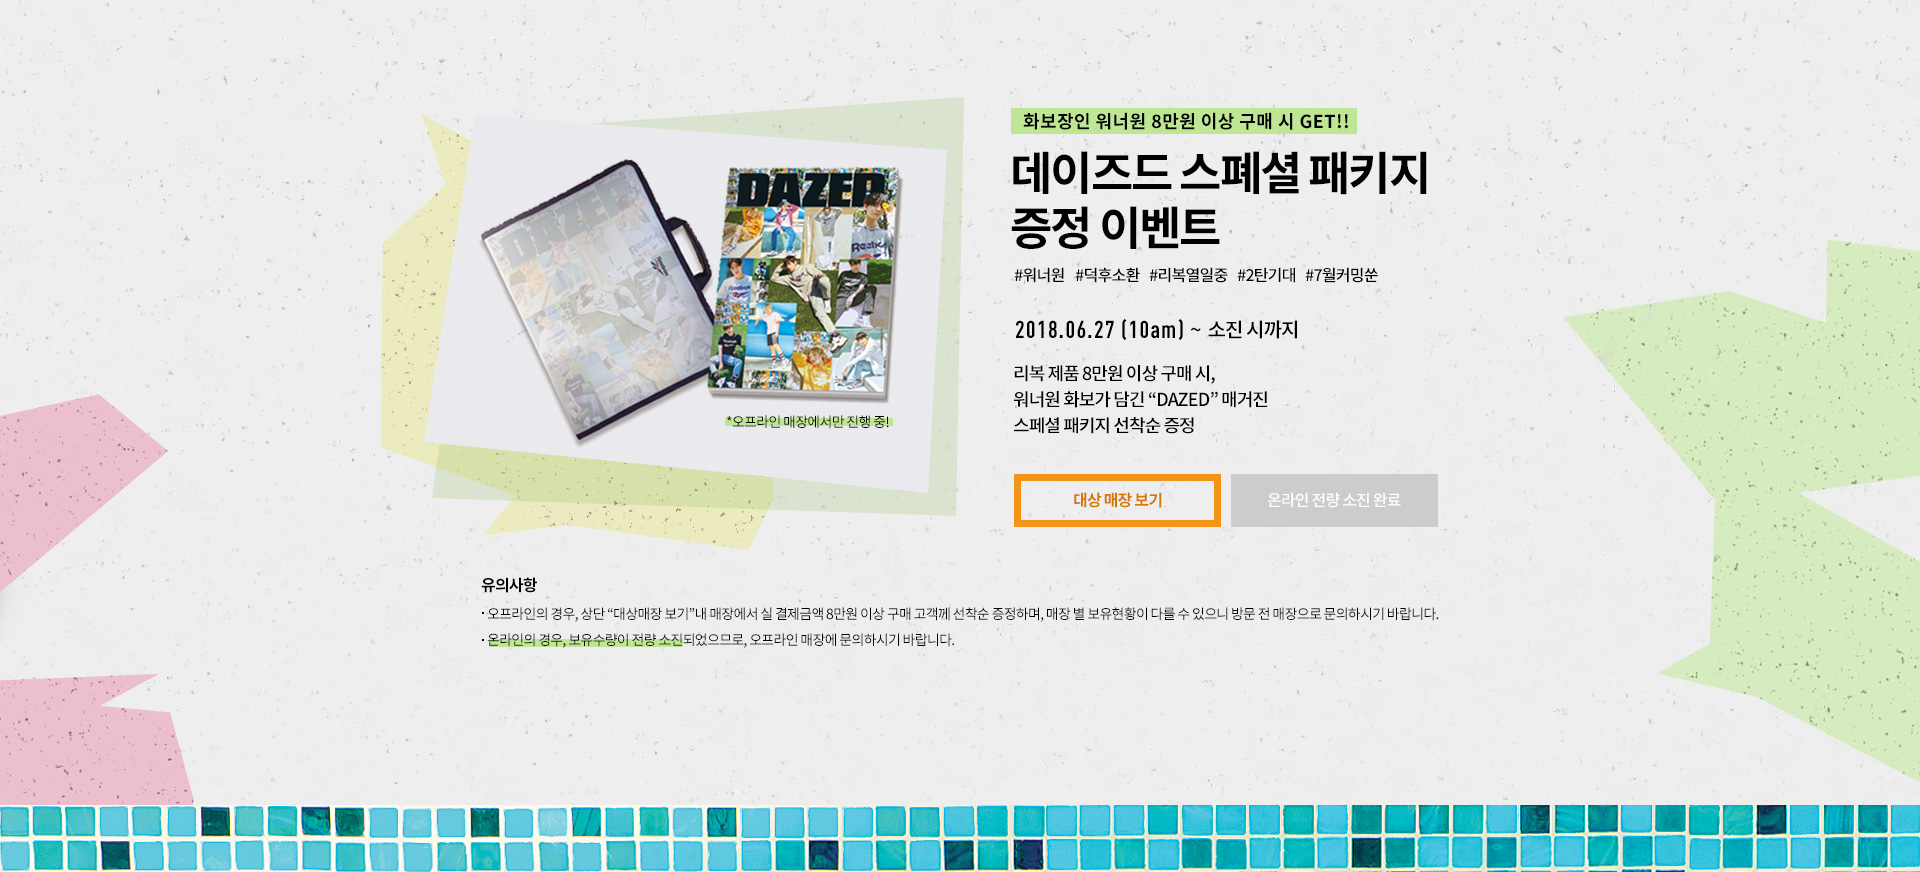 화보장인 워너원 8만원 이상 구매 시 GET!!
데이즈드 스폐셜 패키지
증정 이벤트
#워너원 #덕후소환 #리복열일중 #2탄기대 #7월커밍쑨
2018.06.27 (10am) ~ 소진 시까지
리복 제품 8만원 이상 구매 시,
워너원 화보가 담긴 “DAZED” 매거진
스페셜 패키지 선착순 증정
대상 매장 보기
온라인 전량 소진 완료
DAZED
DAZED
Reebok
Reebok
*오프라인 매장에서만 진행 중!
유의사항
· 오프라인의 경우, 상단 “대상매장 보기”내 매장에서 실 결제금액 8만원 이상 구매 고객께 선착순 증정하며, 매장 별 보유현황이 다를 수 있으니 방문 전 매장으로 문의하시기 바랍니다.
· 온라인의 경우, 보유수량이 전량 소진되었으므로, 오프라인 매장에 문의하시기 바랍니다.